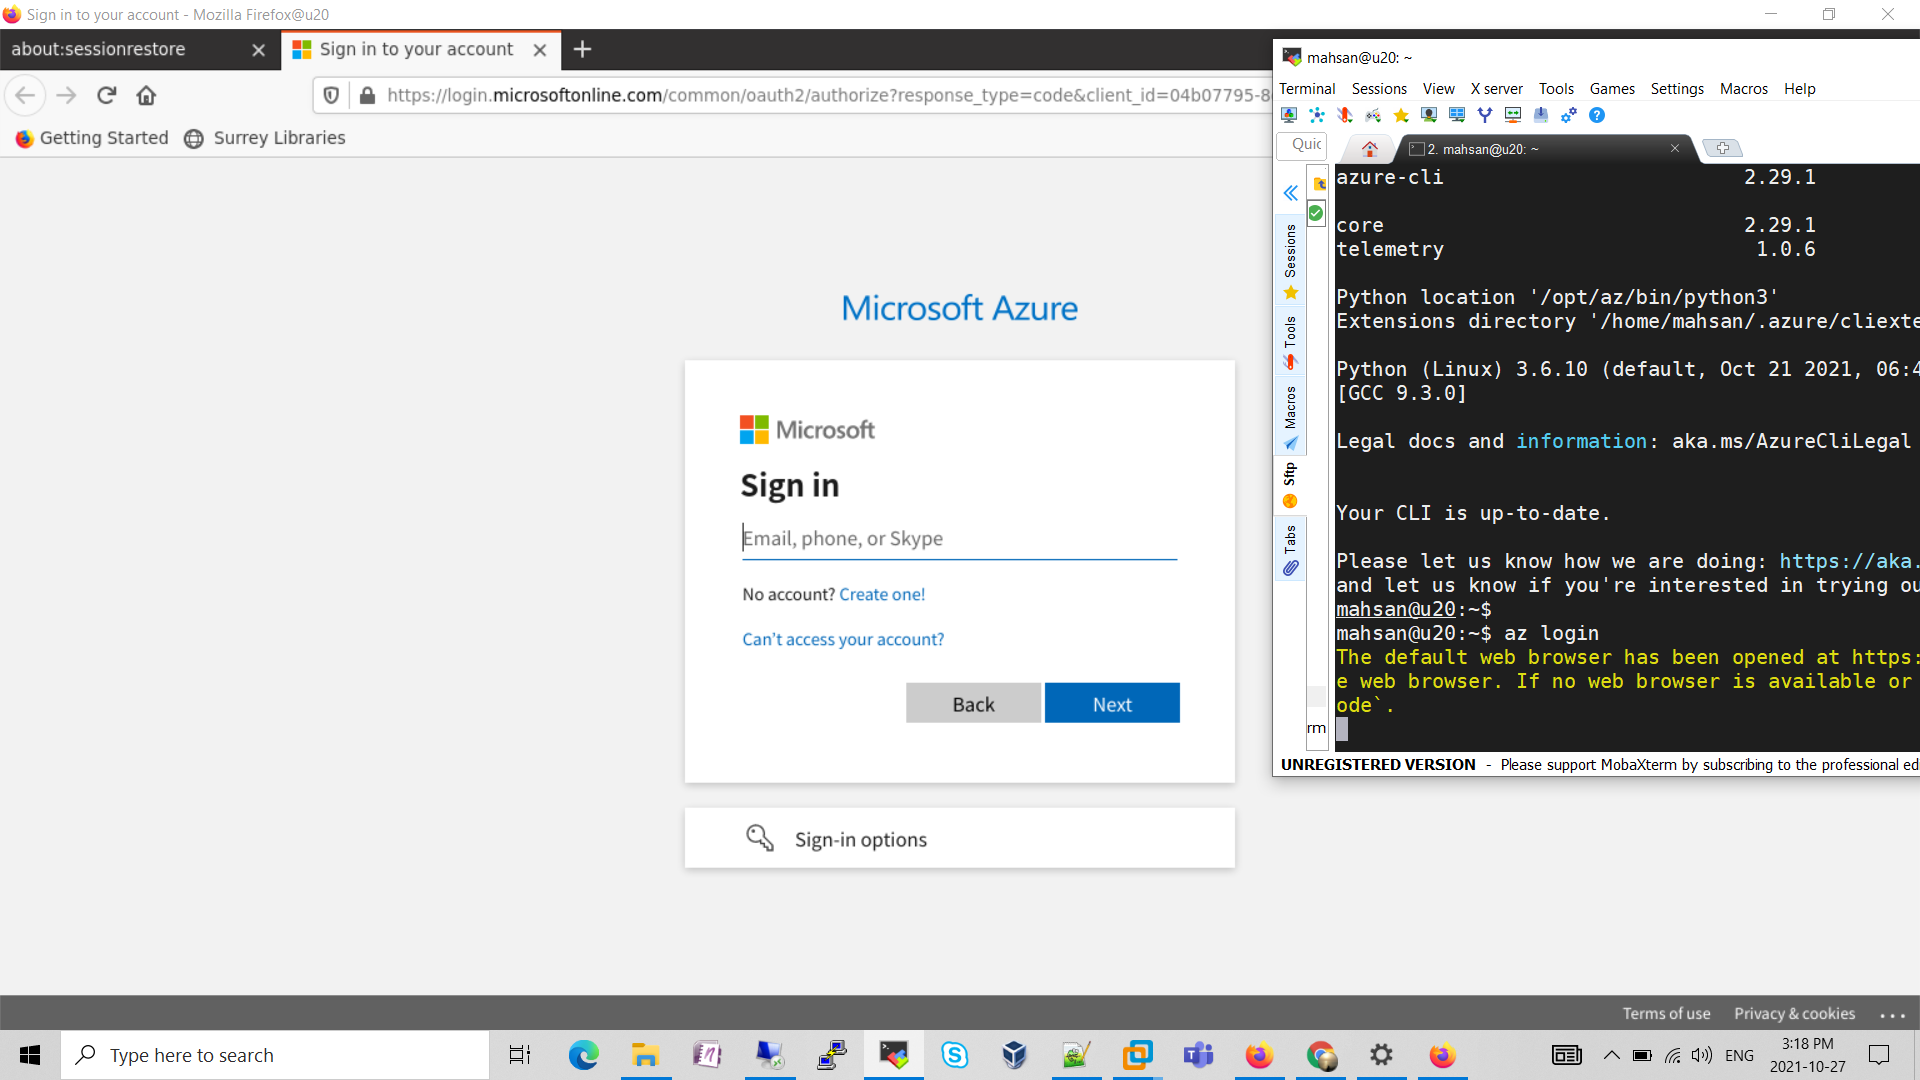 Sign in to your account - Mozilla Firefox@u20
about:sessionrestore
Sign in to your account
https://login.microsoftonline.com/common/oauth2/authorize?response_type=code&client_id=04b07795-8
Getting Started
Surrey Libraries
Microsoft Azure
Microsoft
Sign in
Email, phone, or Skype
No account? Create one!
Can't access your account?
Back
Next
Sign-in options
Terms of use
Privacy & cookies
mahsan@u20: ~
Terminal Sessions View X server Tools Games Settings Macros Help
Quic
2. mahsan@u20: ~
Sessions
Tools
Macros
Sftp
Tabs
azure-cli 2.29.1
core 2.29.1
telemetry 1.0.6
Python location '/opt/az/bin/python3'
Extensions directory '/home/mahsan/.azure/cliexte
Python (Linux) 3.6.10 (default, Oct 21 2021, 06:4
[GCC 9.3.0]
Legal docs and information: aka.ms/AzureCliLegal
Your CLI is up-to-date.
Please let us know how we are doing: https://aka.
and let us know if you're interested in trying ou
mahsan@u20:~$
mahsan@u20:~$ az login
The default web browser has been opened at https:
e web browser. If no web browser is available or
ode`.
rm
UNREGISTERED VERSION - Please support MobaXterm by subscribing to the professional ed
Type here to search
ENG
3:18 PM
2021-10-27